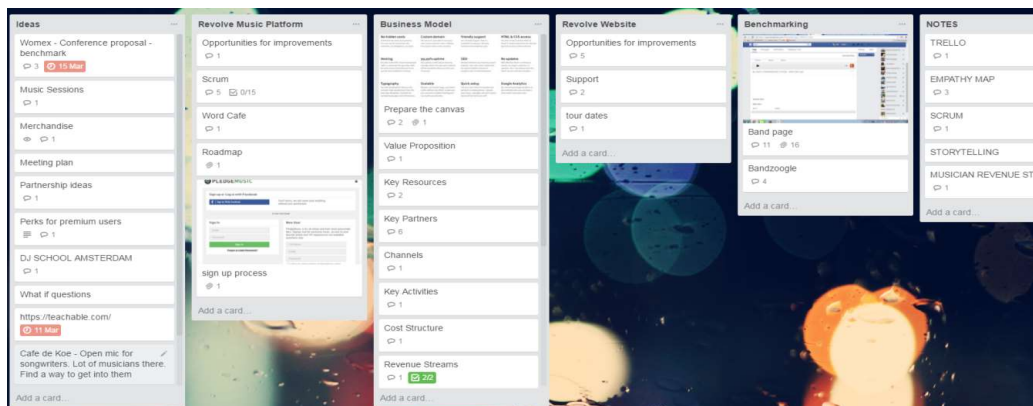 Ideas
Womex - Conference proposal -
benchmark
3 15 Mar
Music Sessions
1
Merchandise
1
Meeting plan
Partnership ideas
1
Perks for premium users
1
DJ SCHOOL AMSTERDAM
1
What if questions
https://teachable.com/
11 Mar
Cafe de Koe - Open mic for
songwriters. Lot of musicians there.
Find a way to get into them
Add a card...
Revolve Music Platform
Opportunities for improvements
1
Scrum
5 0/15
Word Cafe
1
Roadmap
1
PLEDGEMUSIC
sign up process
1
Add a card...
Business Model
Prepare the canvas
2 1
Value Proposition
1
Key Resources
2
Key Partners
6
Channels
1
Key Activities
1
Cost Structure
1
Revenue Streams
1 2/2
Add a card...
Revolve Website
Opportunities for improvements
5
Support
2
tour dates
1
Add a card...
Benchmarking
Band page
11 16
Bandzoogle
4
Add a card...
NOTES
TRELLO
1
EMPATHY MAP
3
SCRUM
1
STORYTELLING
MUSICIAN REVENUE ST
1
Add a card...